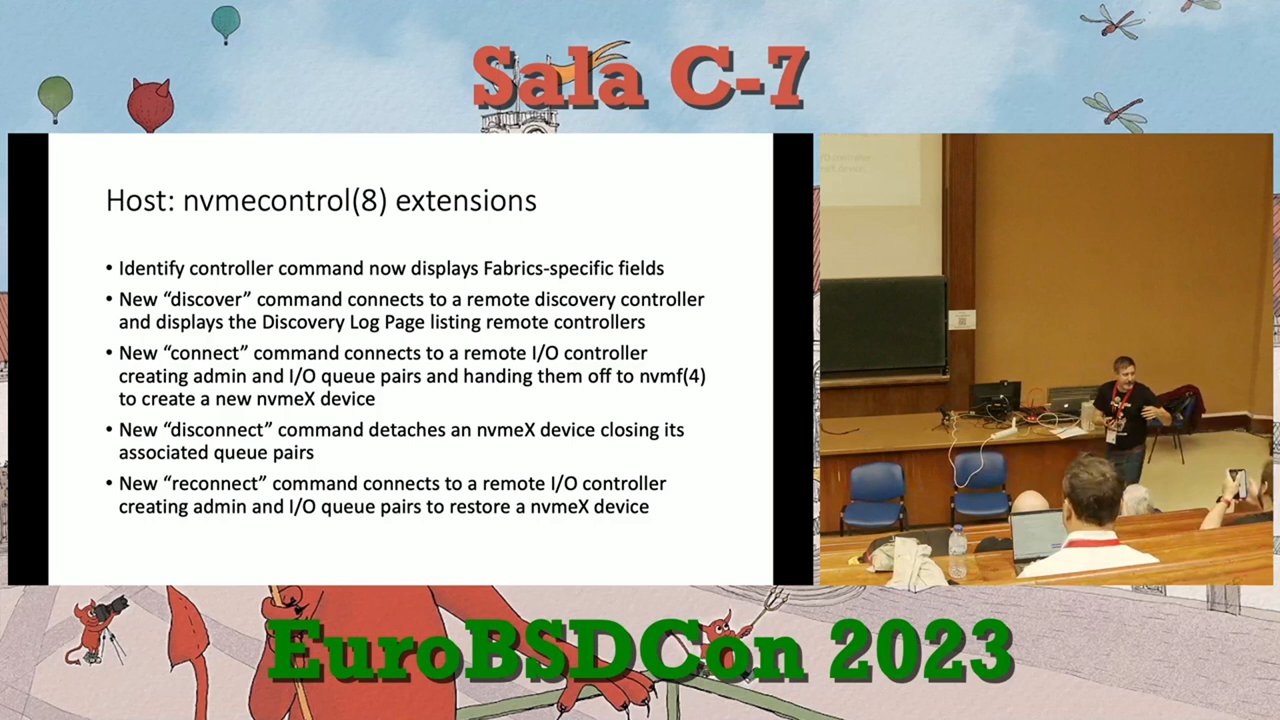 Sala C-7
Host: nvmecontrol(8) extensions
• Identify controller command now displays Fabrics-specific fields
• New “discover” command connects to a remote discovery controller
and displays the Discovery Log Page listing remote controllers
• New “connect” command connects to a remote I/O controller
creating admin and I/O queue pairs and handing them off to nvmf(4)
to create a new nvmeX device
• New “disconnect” command detaches an nvmeX device closing its
associated queue pairs
• New “reconnect” command connects to a remote I/O controller
creating admin and I/O queue pairs to restore a nvmeX device
EuroBSDCon 2023